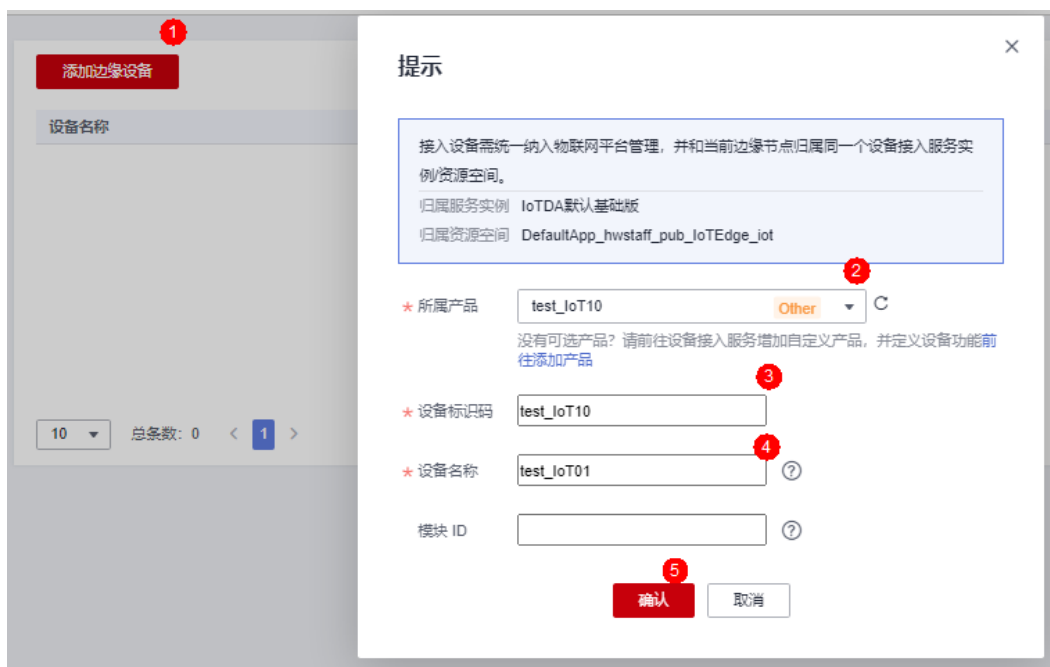 1
添加边缘设备
设备名称
10
总条数：0
<
1
>
提示
×
接入设备需统一纳入物联网平台管理，并和当前边缘节点归属同一个设备接入服务实
例/资源空间。
归属服务实例 IoTDA默认基础版
归属资源空间 DefaultApp_hwstaff_pub_IoTEdge_iot
2
* 所属产品 test_IoT10 Other
没有可选产品？请前往设备接入服务增加自定义产品，并定义设备功能前
往添加产品
3
* 设备标识码 test_IoT10
4
* 设备名称 test_IoT01 ?
模块 ID ?
5
确认 取消